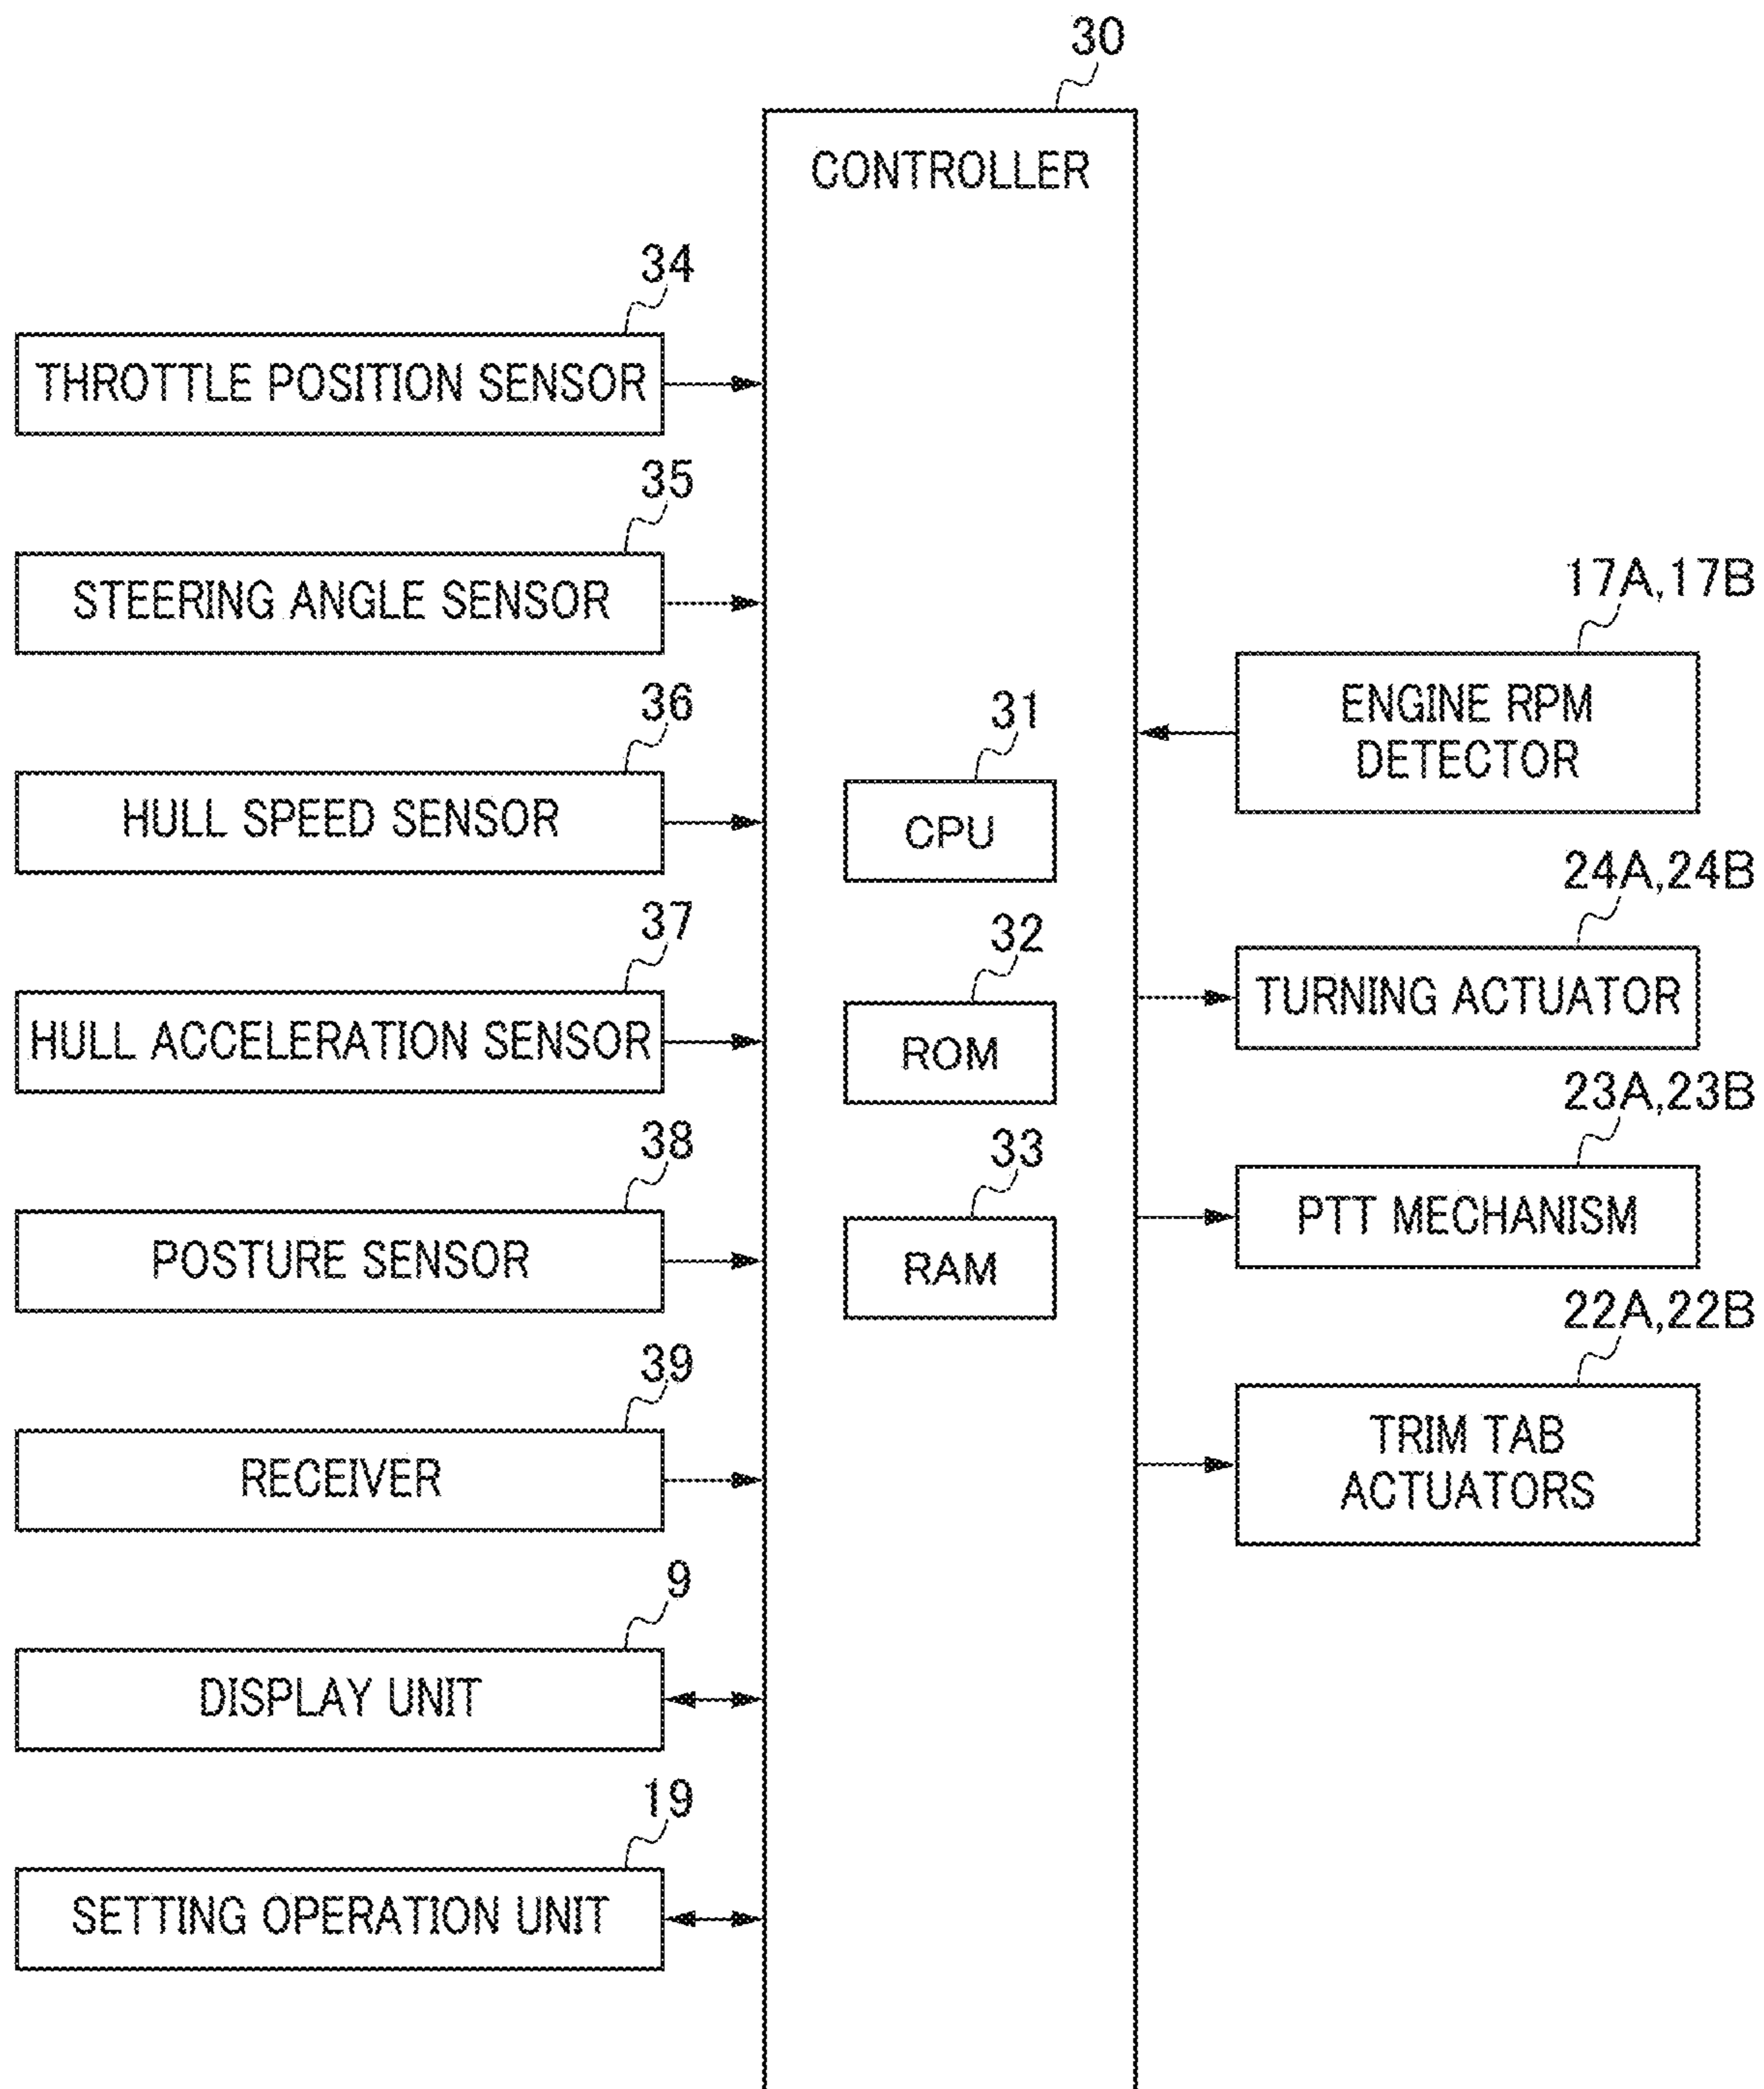 30
CONTROLLER
34
THROTTLE POSITION SENSOR
35
STEERING ANGLE SENSOR
36
HULL SPEED SENSOR
37
HULL ACCELERATION SENSOR
38
POSTURE SENSOR
39
RECEIVER
9
DISPLAY UNIT
19
SETTING OPERATION UNIT
31
CPU
32
ROM
33
RAM
17A,17B
ENGINE RPM
DETECTOR
24A,24B
TURNING ACTUATOR
23A,23B
PTT MECHANISM
22A,22B
TRIM TAB
ACTUATORS